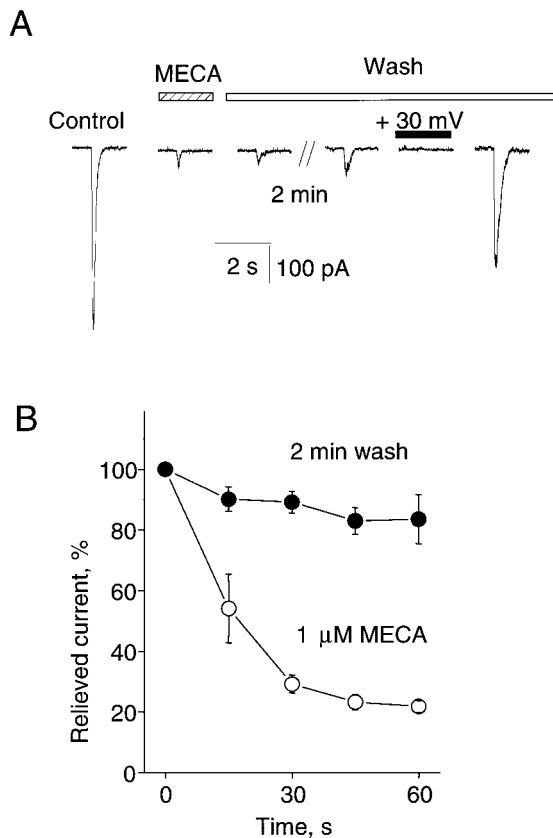 A
MECA
Wash
Control
+ 30 mV
2 min
2 s
100 pA
B
2 min wash
1 µM MECA
Relieved current, %
100
80
60
40
20
0
0
30
60
Time, s